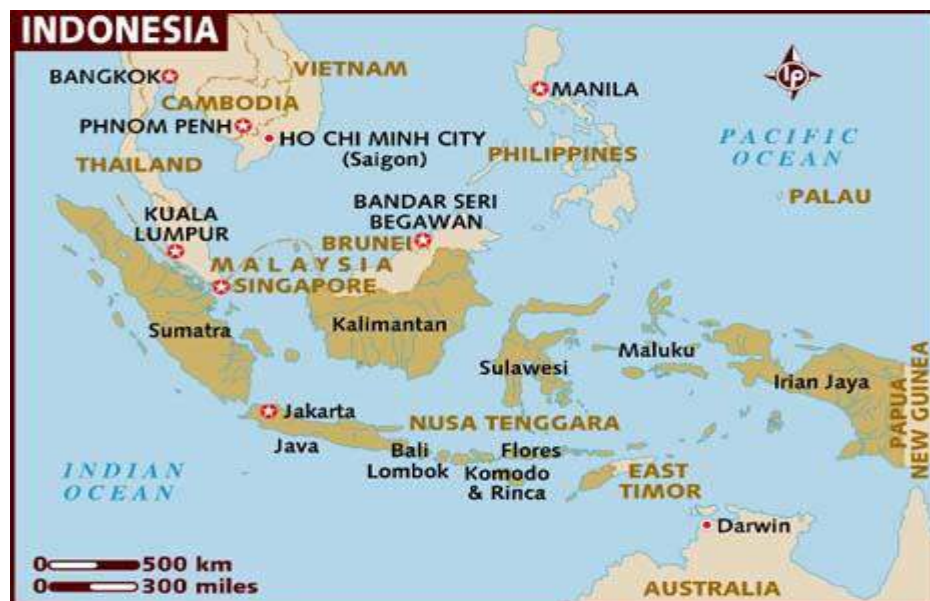 INDONESIA
BANGKOK
VIETNAM
MANILA
CAMBODIA
PHNOM PENH
HO CHI MINH CITY
(Saigon)
THAILAND
PHILIPPINES
PACIFIC
OCEAN
PALAU
lp
KUALA
LUMPUR
BANDAR SERI
BEGAWAN
BRUNEI
MALAYSIA
SINGAPORE
Sumatra
Kalimantan
Sulawesi
Maluku
Irian Jaya
PAPUA
NEW GUINEA
Jakarta
Java
NUSA TENGGARA
Bali
Lombok
Flores
Komodo
& Rinca
EAST
TIMOR
INDIAN
OCEAN
Darwin
AUSTRALIA
0 500 km
0 300 miles